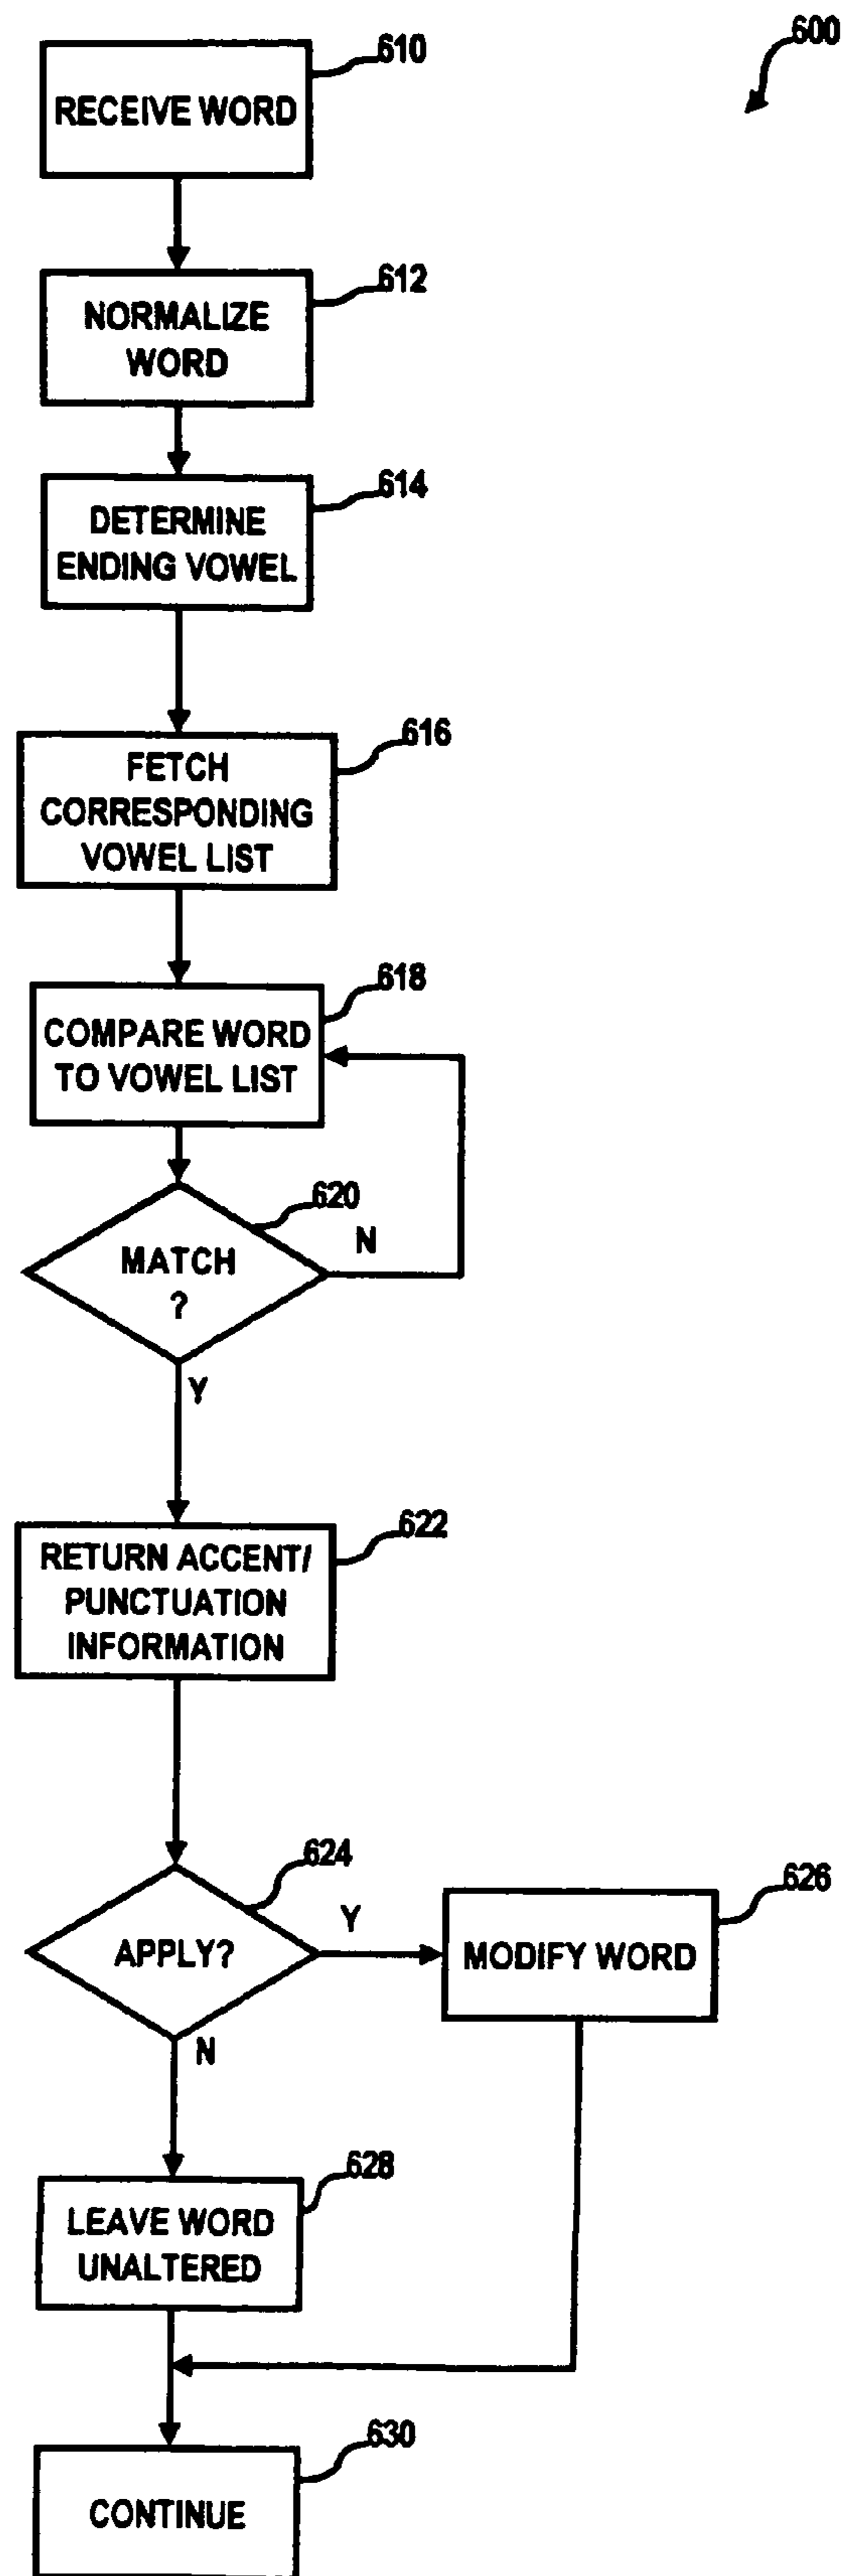 600
610
RECEIVE WORD
612
NORMALIZE
WORD
614
DETERMINE
ENDING VOWEL
616
FETCH
CORRESPONDING
VOWEL LIST
618
COMPARE WORD
TO VOWEL LIST
620
MATCH
?
N
Y
622
RETURN ACCENT/
PUNCTUATION
INFORMATION
624
APPLY?
Y
626
MODIFY WORD
N
628
LEAVE WORD
UNALTERED
630
CONTINUE